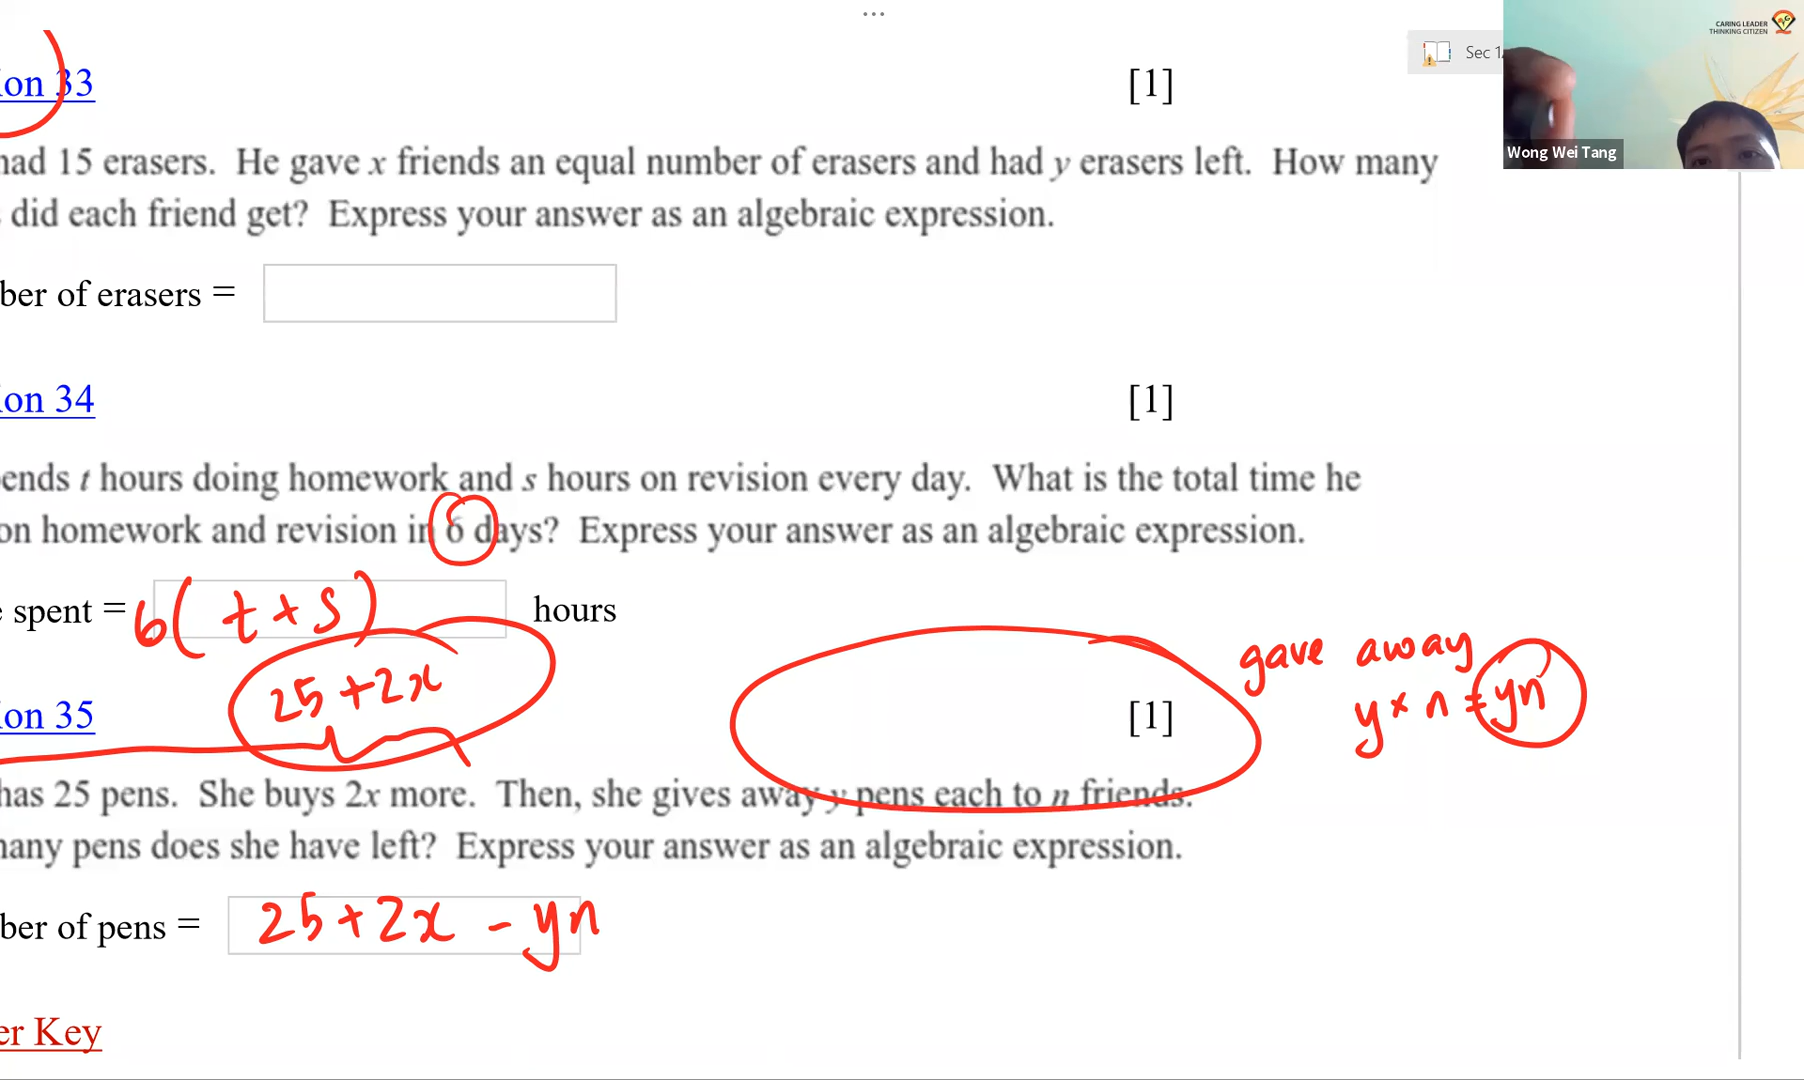 ion 33 [1]
had 15 erasers. He gave x friends an equal number of erasers and had y erasers left. How many
did each friend get? Express your answer as an algebraic expression.
ber of erasers =
ion 34 [1]
ends t hours doing homework and s hours on revision every day. What is the total time he
on homework and revision in 6 days? Express your answer as an algebraic expression.
e spent = 6(t+s) hours
25+2x
gave away
y×n=yn
ion 35 [1]
has 25 pens. She buys 2x more. Then, she gives away y pens each to n friends.
many pens does she have left? Express your answer as an algebraic expression.
ber of pens = 25+2x-yn
er Key
Sec 1
CARING LEADER
THINKING CITIZEN
Wong Wei Tang